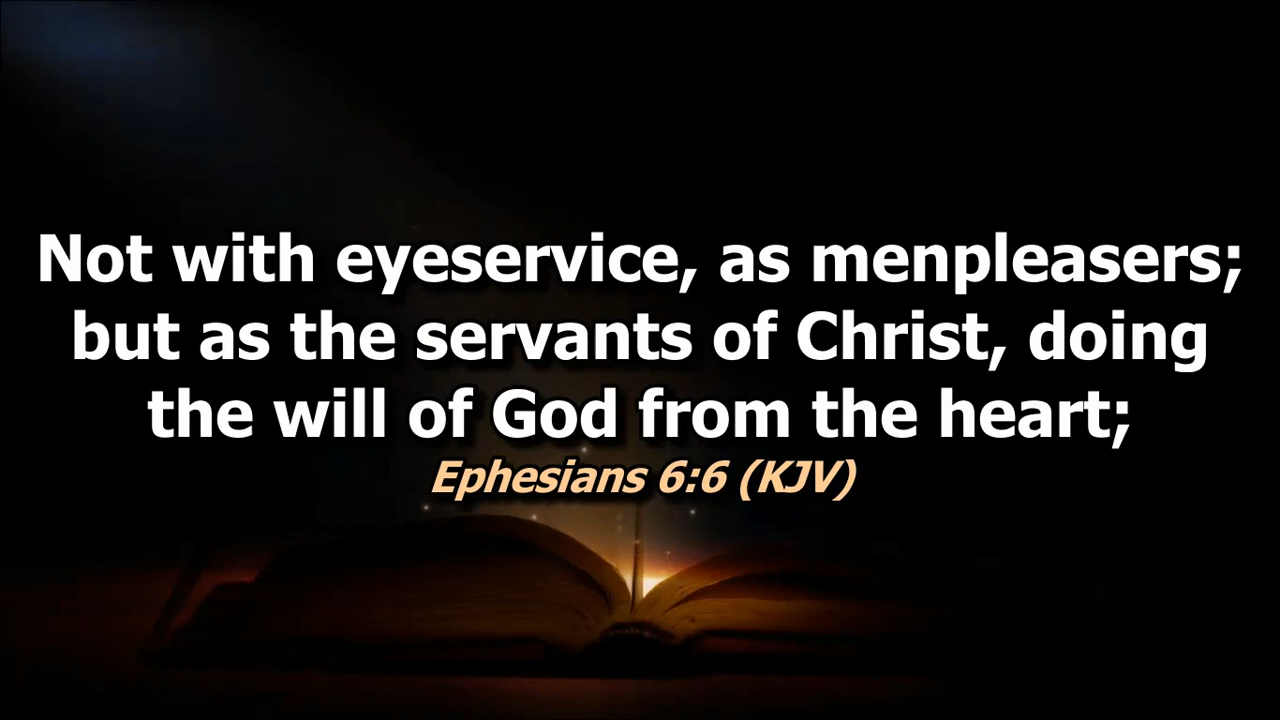 Not with eyeservice, as menpleasers;
but as the servants of Christ, doing
the will of God from the heart;
Ephesians 6:6 (KJV)